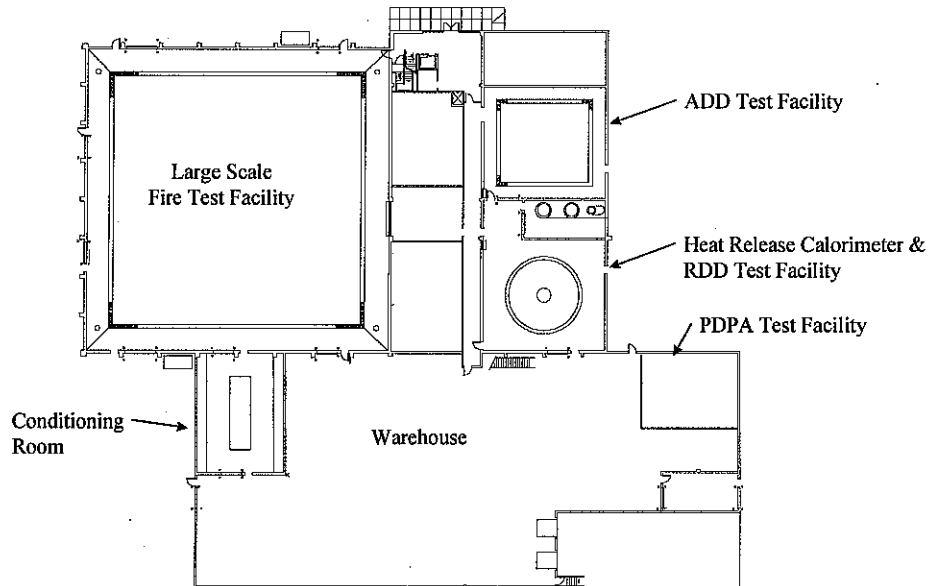 ADD Test Facility
Large Scale
Fire Test Facility
Heat Release Calorimeter &
RDD Test Facility
PDPA Test Facility
Conditioning
Room
Warehouse